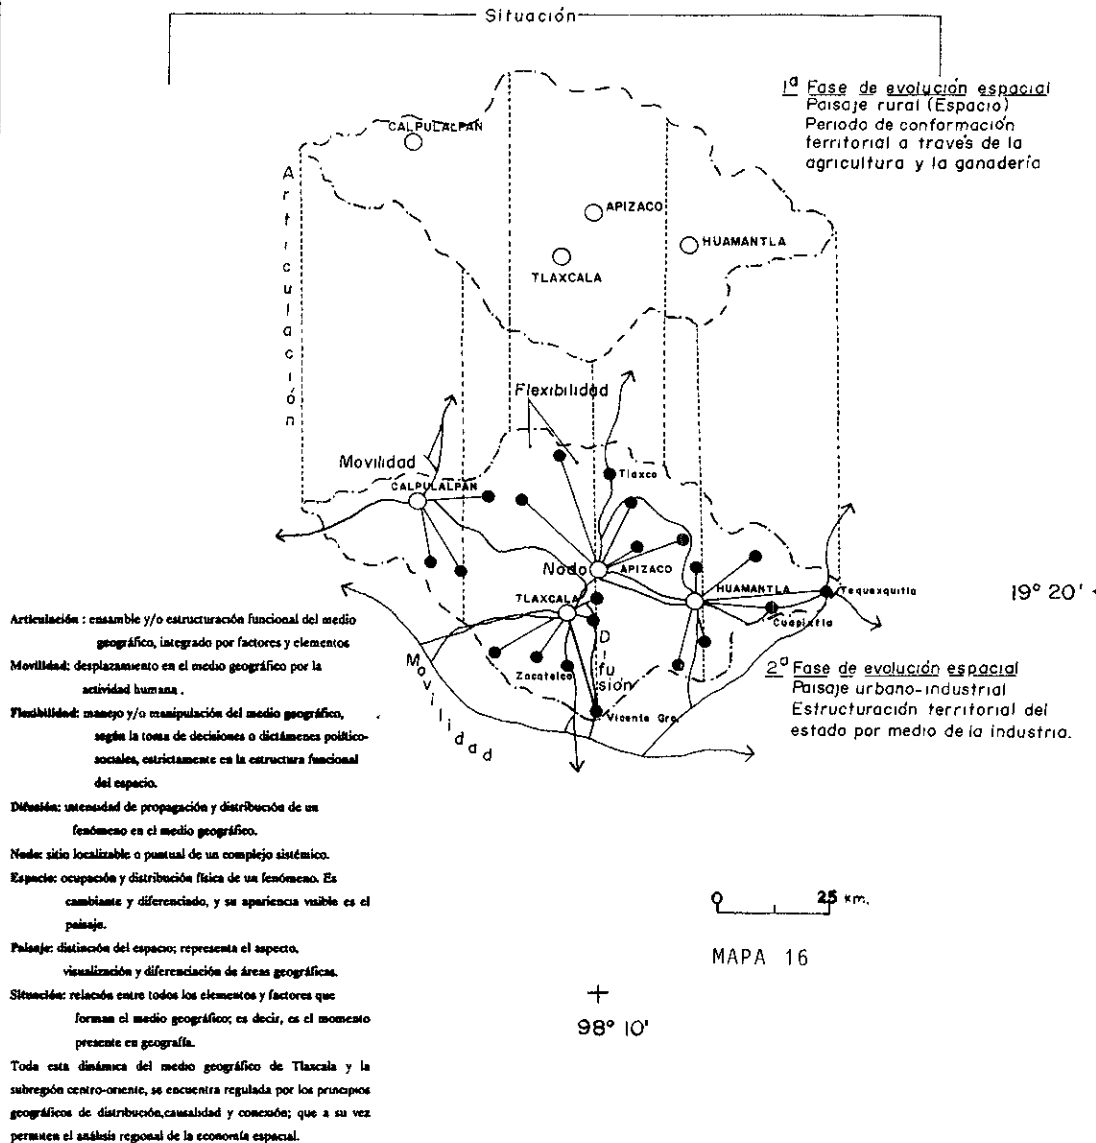 Situación
1ª Fase de evolución espacial
Paisaje rural (Espacio)
Periodo de conformación
territorial a través de la
agricultura y la ganadería
CALPULALPAN
Articulación
APIZACO
HUAMANTLA
TLAXCALA
Flexibilidad
Movilidad
CALPULALPAN
Tlaxco
Nodo
APIZACO
TLAXCALA
HUAMANTLA
Tequexquitla
Cuapixtla
19° 20'
Difusión
Zacatelco
Vicente Gro.
Movilidad
2ª Fase de evolución espacial
Paisaje urbano-industrial
Estructuración territorial del
estado por medio de la industria.
Articulación : ensamble y/o estructuración funcional del medio
geográfico, integrado por factores y elementos
Movilidad: desplazamiento en el medio geográfico por la
actividad humana .
Flexibilidad: manejo y/o manipulación del medio geográfico,
según la toma de decisiones o dictámenes político-
sociales, estrictamente en la estructura funcional
del espacio.
Difusión: intensidad de propagación y distribución de un
fenómeno en el medio geográfico.
Nodo: sitio localizable o puntual de un complejo sistémico.
Espacio: ocupación y distribución física de un fenómeno. Es
cambiante y diferenciado, y su apariencia visible es el
paisaje.
Paisaje: distinción del espacio; representa el aspecto,
visualización y diferenciación de áreas geográficas.
Situación: relación entre todos los elementos y factores que
forman el medio geográfico; es decir, es el momento
presente en geografía.
Toda esta dinámica del medio geográfico de Tlaxcala y la
subregión centro-oriente, se encuentra regulada por los principios
geográficos de distribución,causalidad y conexión; que a su vez
permiten el análisis regional de la economía espacial.
0 25 km.
MAPA 16
98° 10'